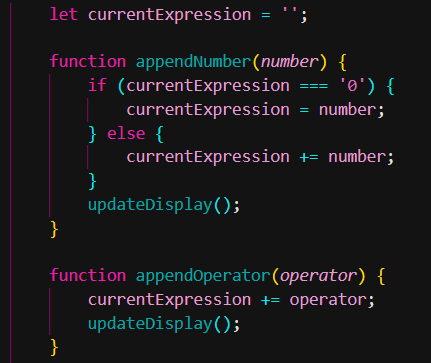 let currentExpression = '';
function appendNumber(number) {
if (currentExpression === '0') {
currentExpression = number;
} else {
currentExpression += number;
}
updateDisplay();
}
function appendOperator(operator) {
currentExpression += operator;
updateDisplay();
}